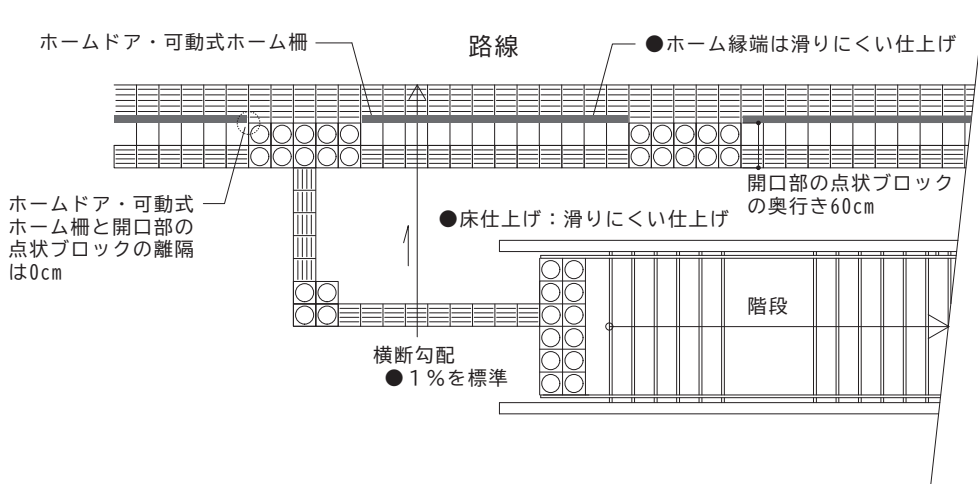 ホームドア・可動式ホーム柵
路線
●ホーム縁端は滑りにくい仕上げ
ホームドア・可動式
ホーム柵と開口部の
点状ブロックの離隔
は0cm
開口部の点状ブロック
の奥行き60cm
●床仕上げ：滑りにくい仕上げ
階段
横断勾配
●１％を標準